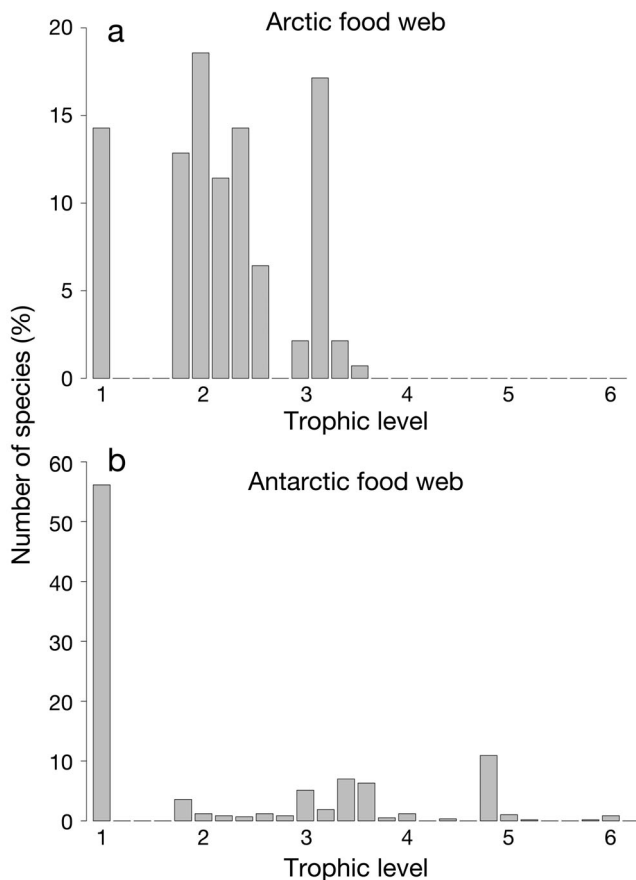 a
Arctic food web
20
15
10
5
0
1 2 3 4 5 6
Trophic level
Number of species (%)
b
Antarctic food web
60
50
40
30
20
10
0
1 2 3 4 5 6
Trophic level